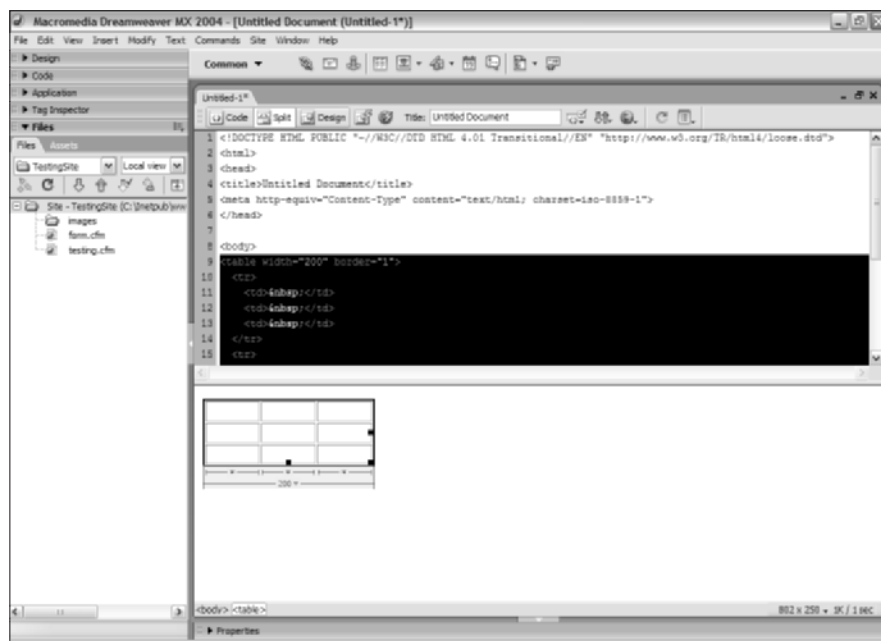 Macromedia Dreamweaver MX 2004 - [Untitled Document (Untitled-1*)]
File Edit View Insert Modify Text Commands Site Window Help
Design
Code
Application
Tag Inspector
Files
Files Assets
TestingSite Local view
Site - TestingSite (C:\Inetpub\ww
images
form.cfm
testing.cfm
Common
Untitled-1*
Code Split Design Title: Untitled Document
1 <!DOCTYPE HTML PUBLIC "-//W3C//DTD HTML 4.01 Transitional//EN" "http://www.w3.org/TR/html4/loose.dtd">
2 <html>
3 <head>
4 <title>Untitled Document</title>
5 <meta http-equiv="Content-Type" content="text/html; charset=iso-8859-1">
6 </head>
7
8 <body>
9 <table width="200" border="1">
10 <tr>
11 <td>&nbsp;</td>
12 <td>&nbsp;</td>
13 <td>&nbsp;</td>
14 </tr>
15 <tr>
200
<body> <table> 802 x 250 1K / 1 sec
Properties